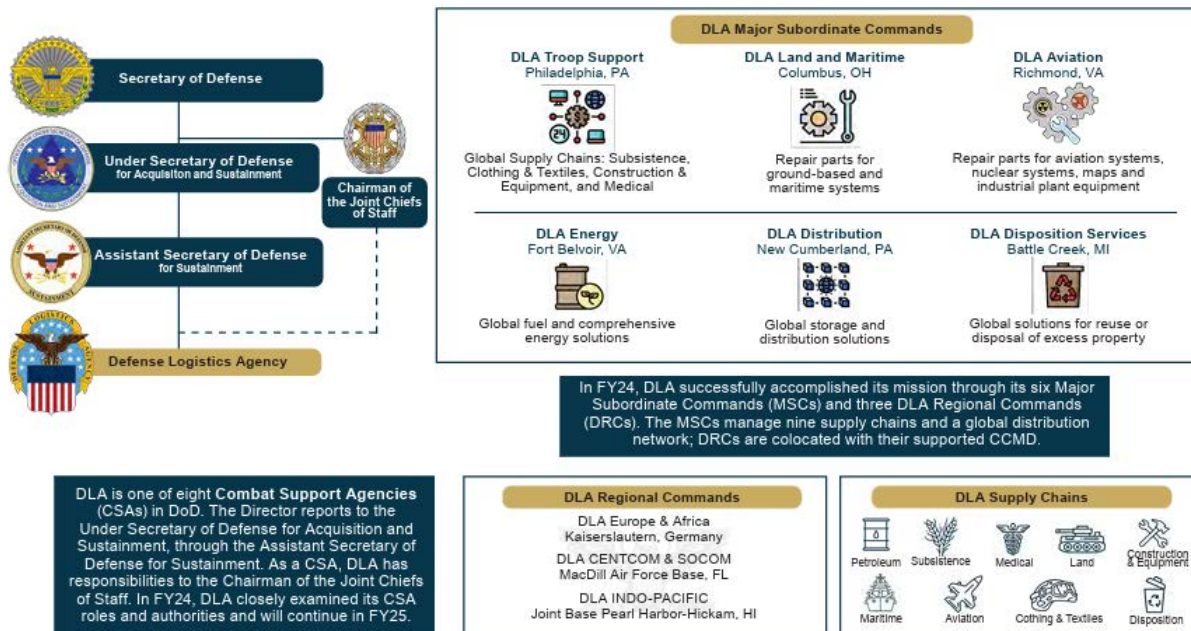 Secretary of Defense
Under Secretary of Defense
for Acquisiton and Sustainment
Chairman of
the Joint Chiefs
of Staff
Assistant Secretary of Defense
for Sustainment
Defense Logistics Agency
DLA Major Subordinate Commands
DLA Troop Support
Philadelphia, PA
24
Global Supply Chains: Subsistence,
Clothing & Textiles, Construction &
Equipment, and Medical
DLA Land and Maritime
Columbus, OH
Repair parts for
ground-based and
maritime systems
DLA Aviation
Richmond, VA
Repair parts for aviation systems,
nuclear systems, maps and
industrial plant equipment
DLA Energy
Fort Belvoir, VA
Global fuel and comprehensive
energy solutions
DLA Distribution
New Cumberland, PA
Global storage and
distribution solutions
DLA Disposition Services
Battle Creek, MI
Global solutions for reuse or
disposal of excess property
In FY24, DLA successfully accomplished its mission through its six Major
Subordinate Commands (MSCs) and three DLA Regional Commands
(DRCs). The MSCs manage nine supply chains and a global distribution
network; DRCs are colocated with their supported CCMD.
DLA is one of eight Combat Support Agencies
(CSAs) in DoD. The Director reports to the
Under Secretary of Defense for Acquisition and
Sustainment, through the Assistant Secretary of
Defense for Sustainment. As a CSA, DLA has
responsibilities to the Chairman of the Joint Chiefs
of Staff. In FY24, DLA closely examined its CSA
roles and authorities and will continue in FY25.
DLA Regional Commands
DLA Europe & Africa
Kaiserslautern, Germany
DLA CENTCOM & SOCOM
MacDill Air Force Base, FL
DLA INDO-PACIFIC
Joint Base Pearl Harbor-Hickam, HI
DLA Supply Chains
Petroleum
Subsistence
Medical
Land
Construction
& Equipment
Maritime
Aviation
Cothing & Textiles
Disposition